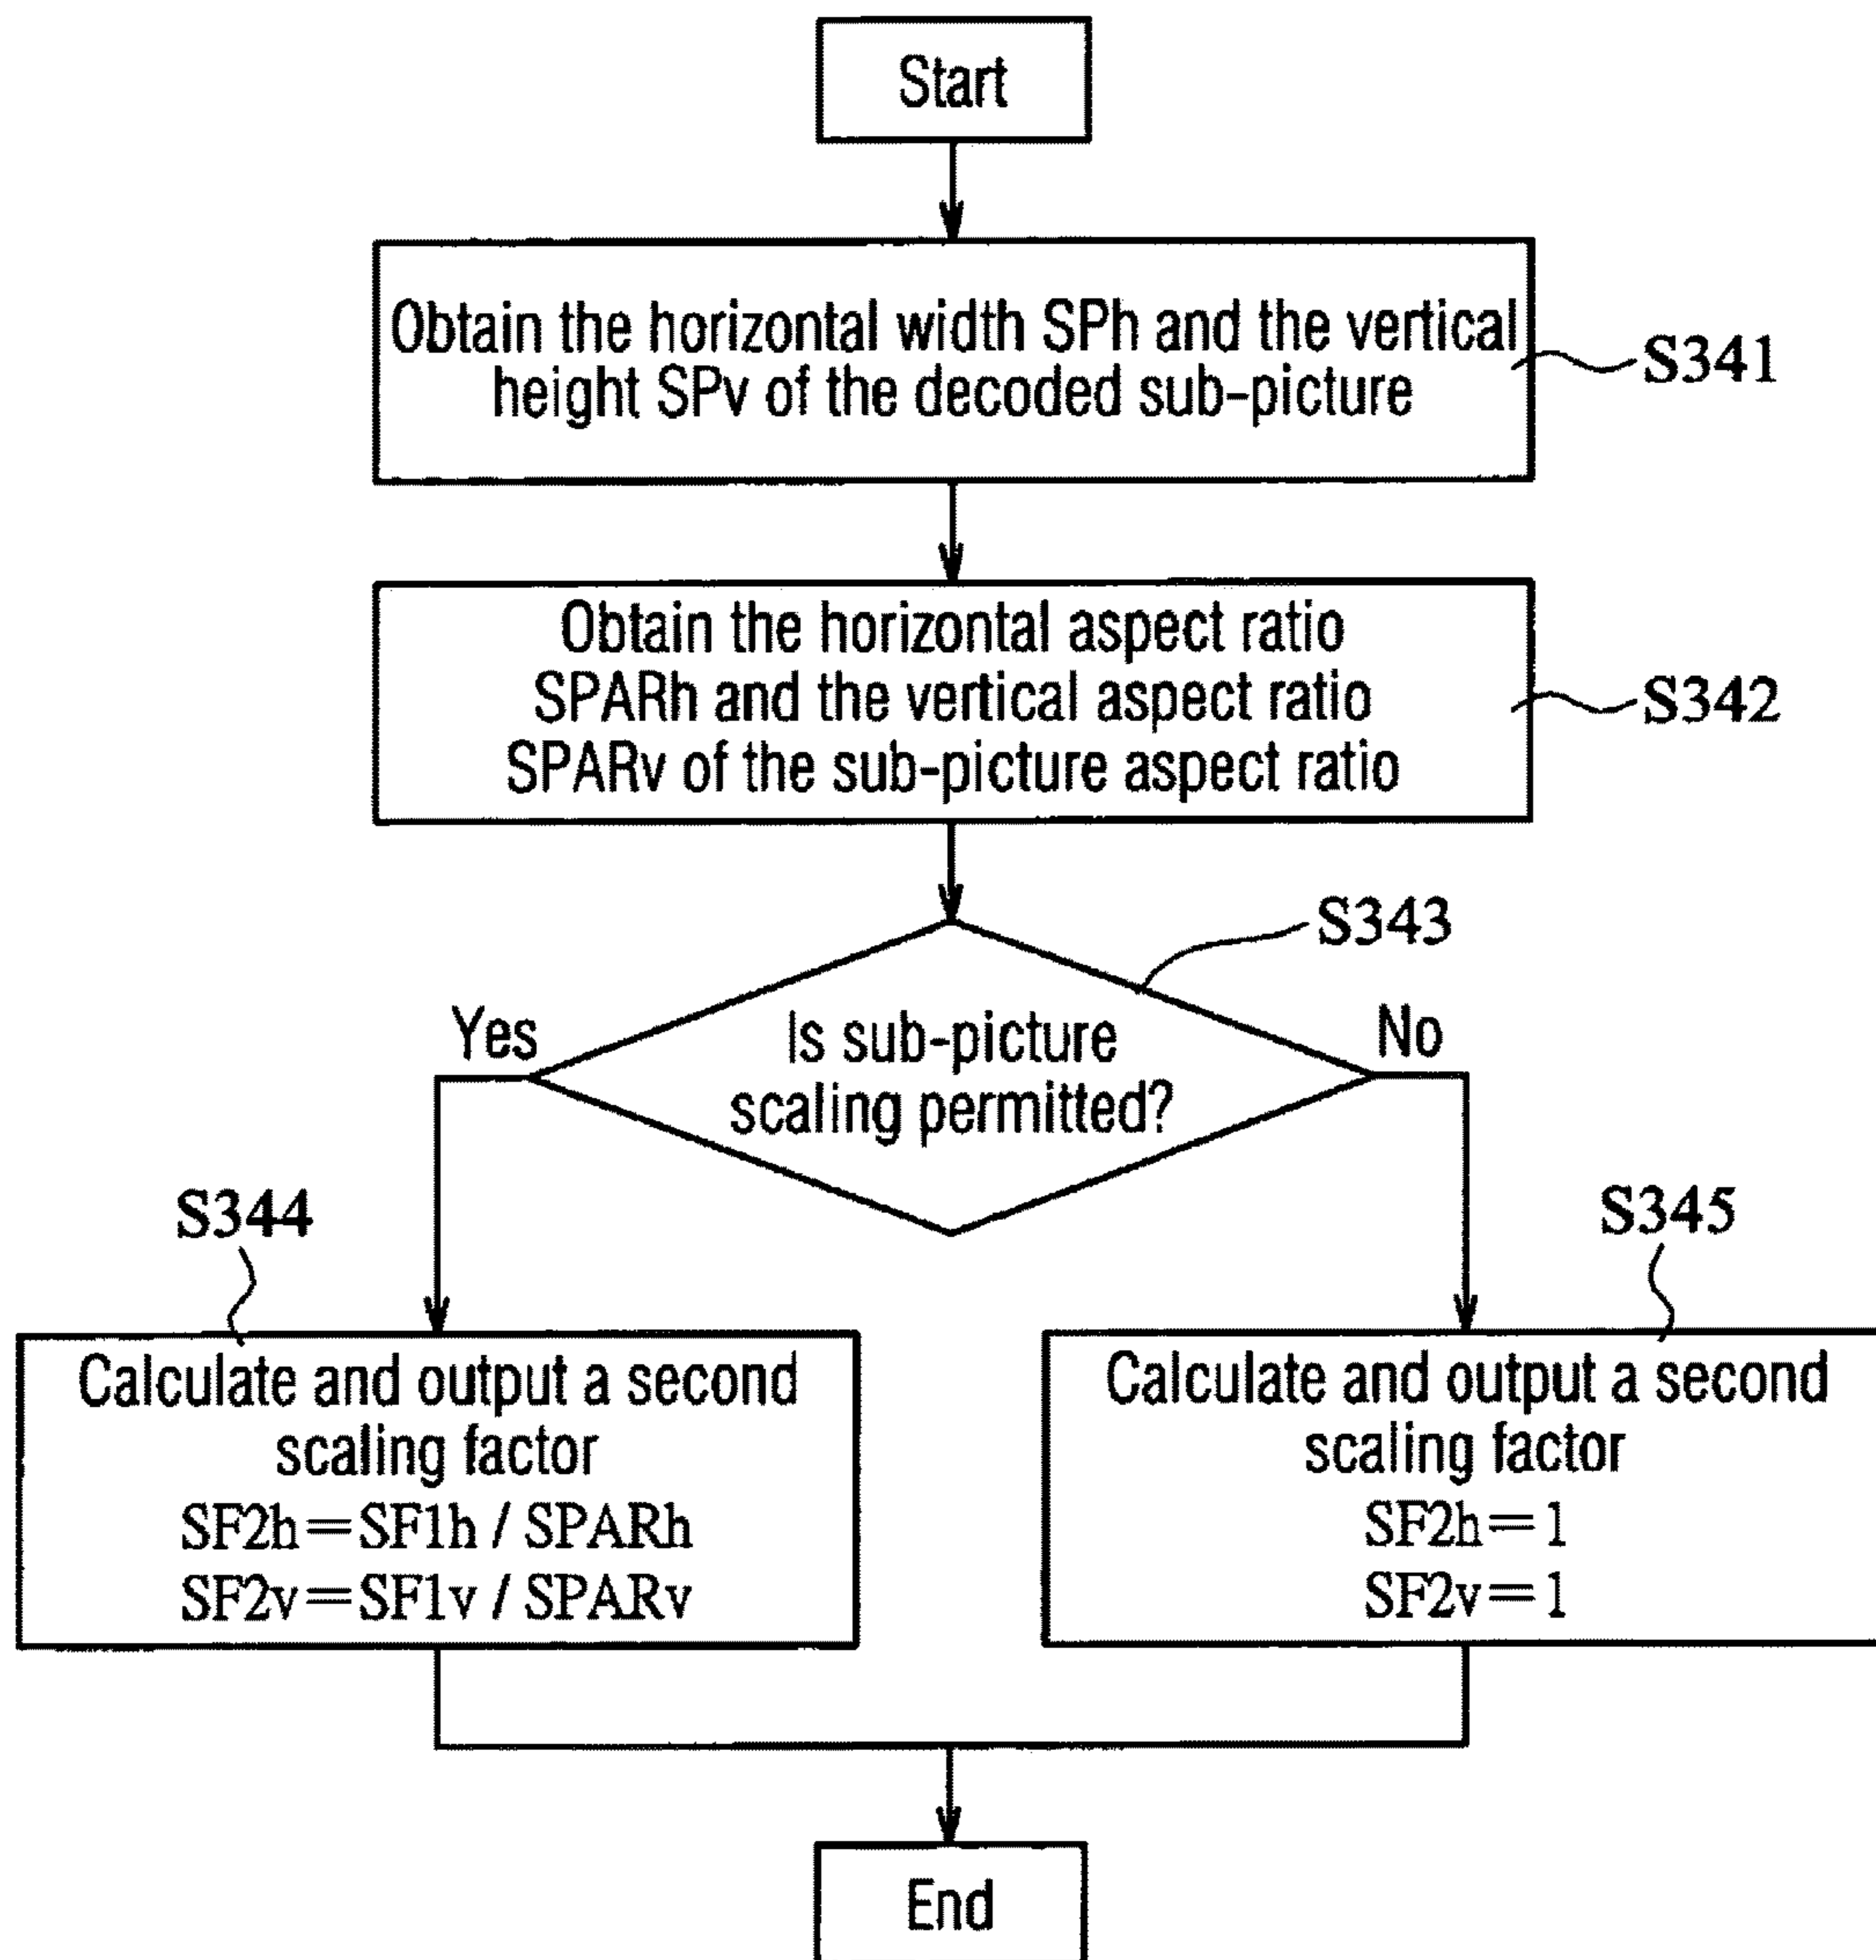 Start
Obtain the horizontal width SPh and the vertical
height SPv of the decoded sub-picture
S341
Obtain the horizontal aspect ratio
SPARh and the vertical aspect ratio
SPARv of the sub-picture aspect ratio
S342
S343
Yes
Is sub-picture
scaling permitted?
No
S344
Calculate and output a second
scaling factor
SF2h=SF1h / SPARh
SF2v=SF1v / SPARv
S345
Calculate and output a second
scaling factor
SF2h=1
SF2v=1
End